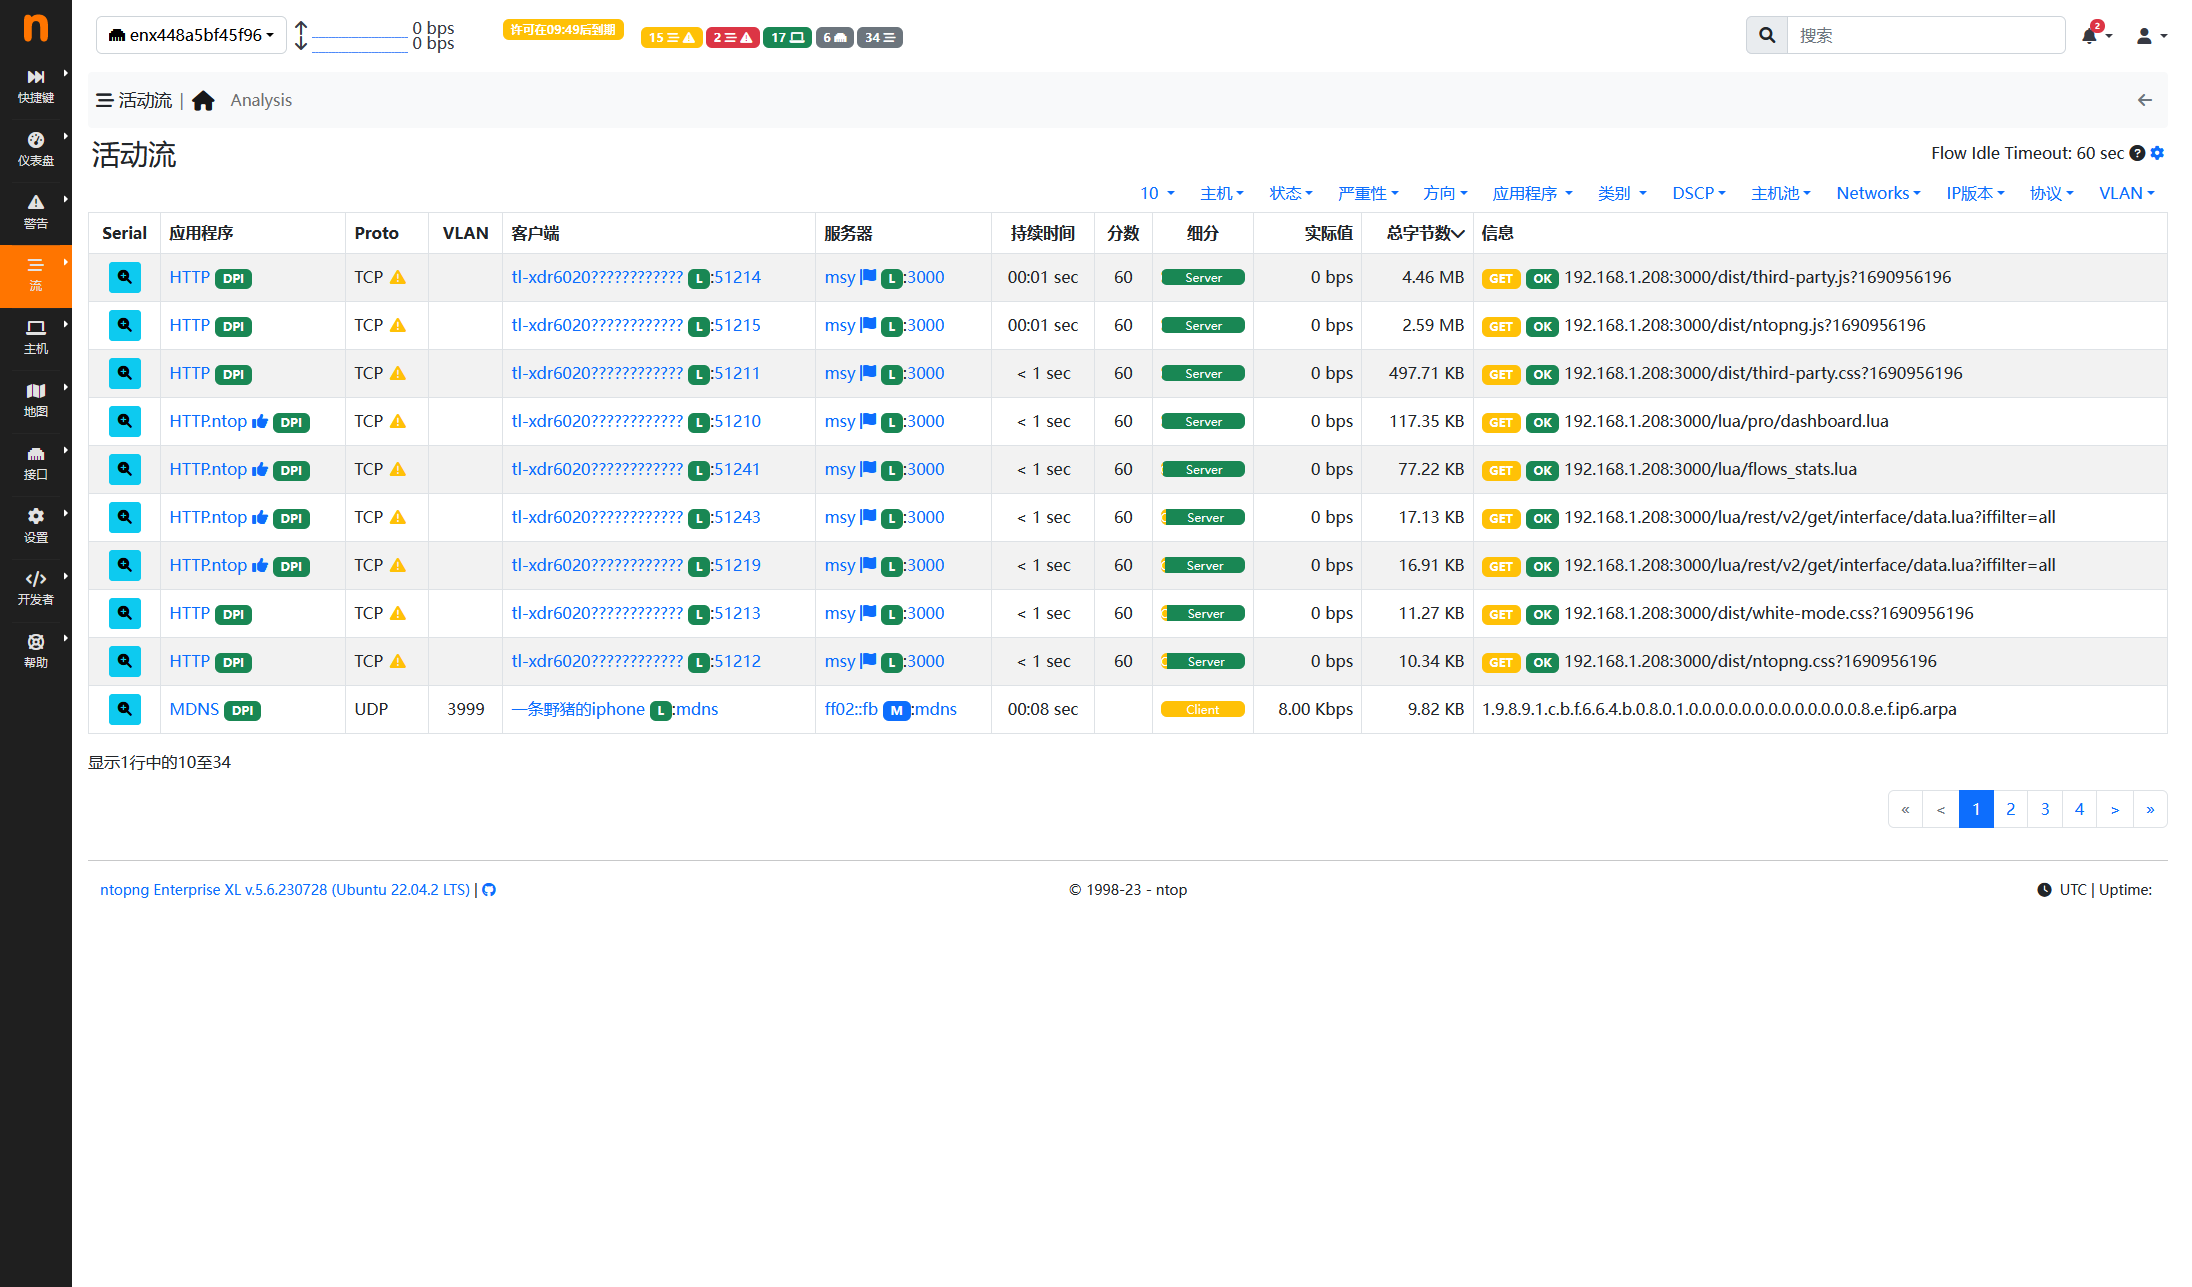 n
enx448a5bf45f96
0 bps
0 bps
许可在09:49后到期
15
2
17
6
34
搜索
2
快捷键
仪表盘
警告
流
主机
地图
接口
设置
开发者
帮助
活动流 | Analysis
活动流
Flow Idle Timeout: 60 sec
10 主机 状态 严重性 方向 应用程序 类别 DSCP 主机池 Networks IP版本 协议 VLAN
Serial 应用程序 Proto VLAN 客户端 服务器 持续时间 分数 细分 实际值 总字节数 信息
HTTP DPI TCP tl-xdr6020???????????? L:51214 msy L:3000 00:01 sec 60 Server 0 bps 4.46 MB GET OK 192.168.1.208:3000/dist/third-party.js?1690956196
HTTP DPI TCP tl-xdr6020???????????? L:51215 msy L:3000 00:01 sec 60 Server 0 bps 2.59 MB GET OK 192.168.1.208:3000/dist/ntopng.js?1690956196
HTTP DPI TCP tl-xdr6020???????????? L:51211 msy L:3000 < 1 sec 60 Server 0 bps 497.71 KB GET OK 192.168.1.208:3000/dist/third-party.css?1690956196
HTTP.ntop DPI TCP tl-xdr6020???????????? L:51210 msy L:3000 < 1 sec 60 Server 0 bps 117.35 KB GET OK 192.168.1.208:3000/lua/pro/dashboard.lua
HTTP.ntop DPI TCP tl-xdr6020???????????? L:51241 msy L:3000 < 1 sec 60 Server 0 bps 77.22 KB GET OK 192.168.1.208:3000/lua/flows_stats.lua
HTTP.ntop DPI TCP tl-xdr6020???????????? L:51243 msy L:3000 < 1 sec 60 Server 0 bps 17.13 KB GET OK 192.168.1.208:3000/lua/rest/v2/get/interface/data.lua?iffilter=all
HTTP.ntop DPI TCP tl-xdr6020???????????? L:51219 msy L:3000 < 1 sec 60 Server 0 bps 16.91 KB GET OK 192.168.1.208:3000/lua/rest/v2/get/interface/data.lua?iffilter=all
HTTP DPI TCP tl-xdr6020???????????? L:51213 msy L:3000 < 1 sec 60 Server 0 bps 11.27 KB GET OK 192.168.1.208:3000/dist/white-mode.css?1690956196
HTTP DPI TCP tl-xdr6020???????????? L:51212 msy L:3000 < 1 sec 60 Server 0 bps 10.34 KB GET OK 192.168.1.208:3000/dist/ntopng.css?1690956196
MDNS DPI UDP 3999 一条野猪的iphone L:mdns ff02::fb M:mdns 00:08 sec Client 8.00 Kbps 9.82 KB 1.9.8.9.1.c.b.f.6.6.4.b.0.8.0.1.0.0.0.0.0.0.0.0.0.0.0.0.0.8.e.f.ip6.arpa
显示1行中的10至34
« < 1 2 3 4 > »
ntopng Enterprise XL v.5.6.230728 (Ubuntu 22.04.2 LTS) |
© 1998-23 - ntop
UTC | Uptime: